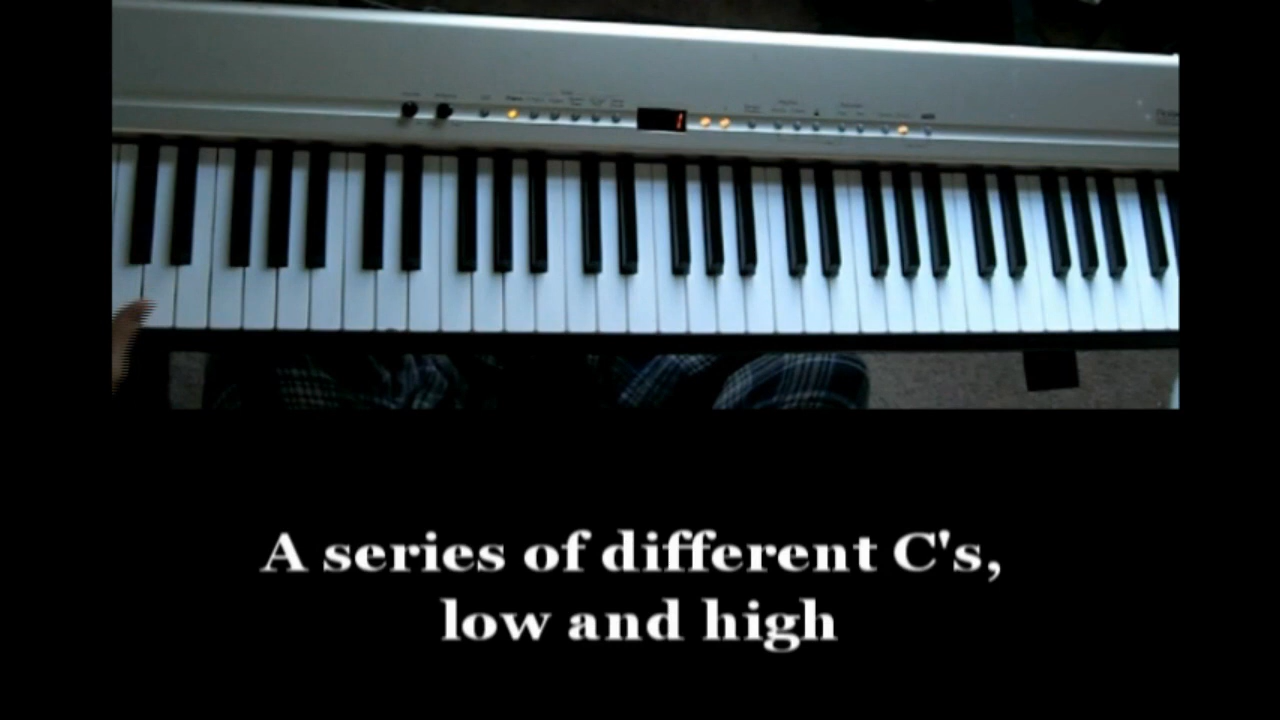 A series of different C's,
low and high